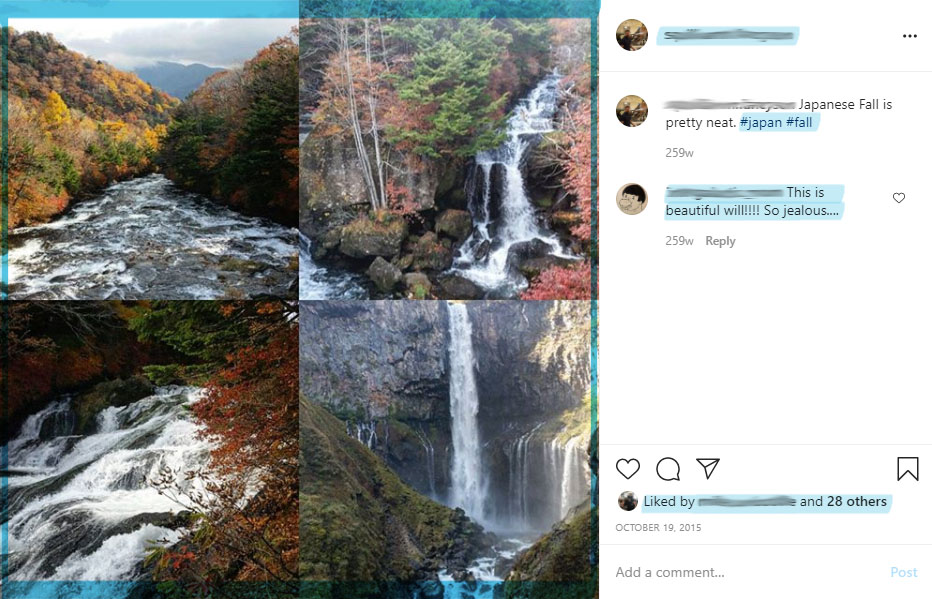 Japanese Fall is
pretty neat. #japan #fall
259w
This is
beautiful will!!!! So jealous....
259w Reply
Liked by and 28 others
OCTOBER 19, 2015
Add a comment... Post